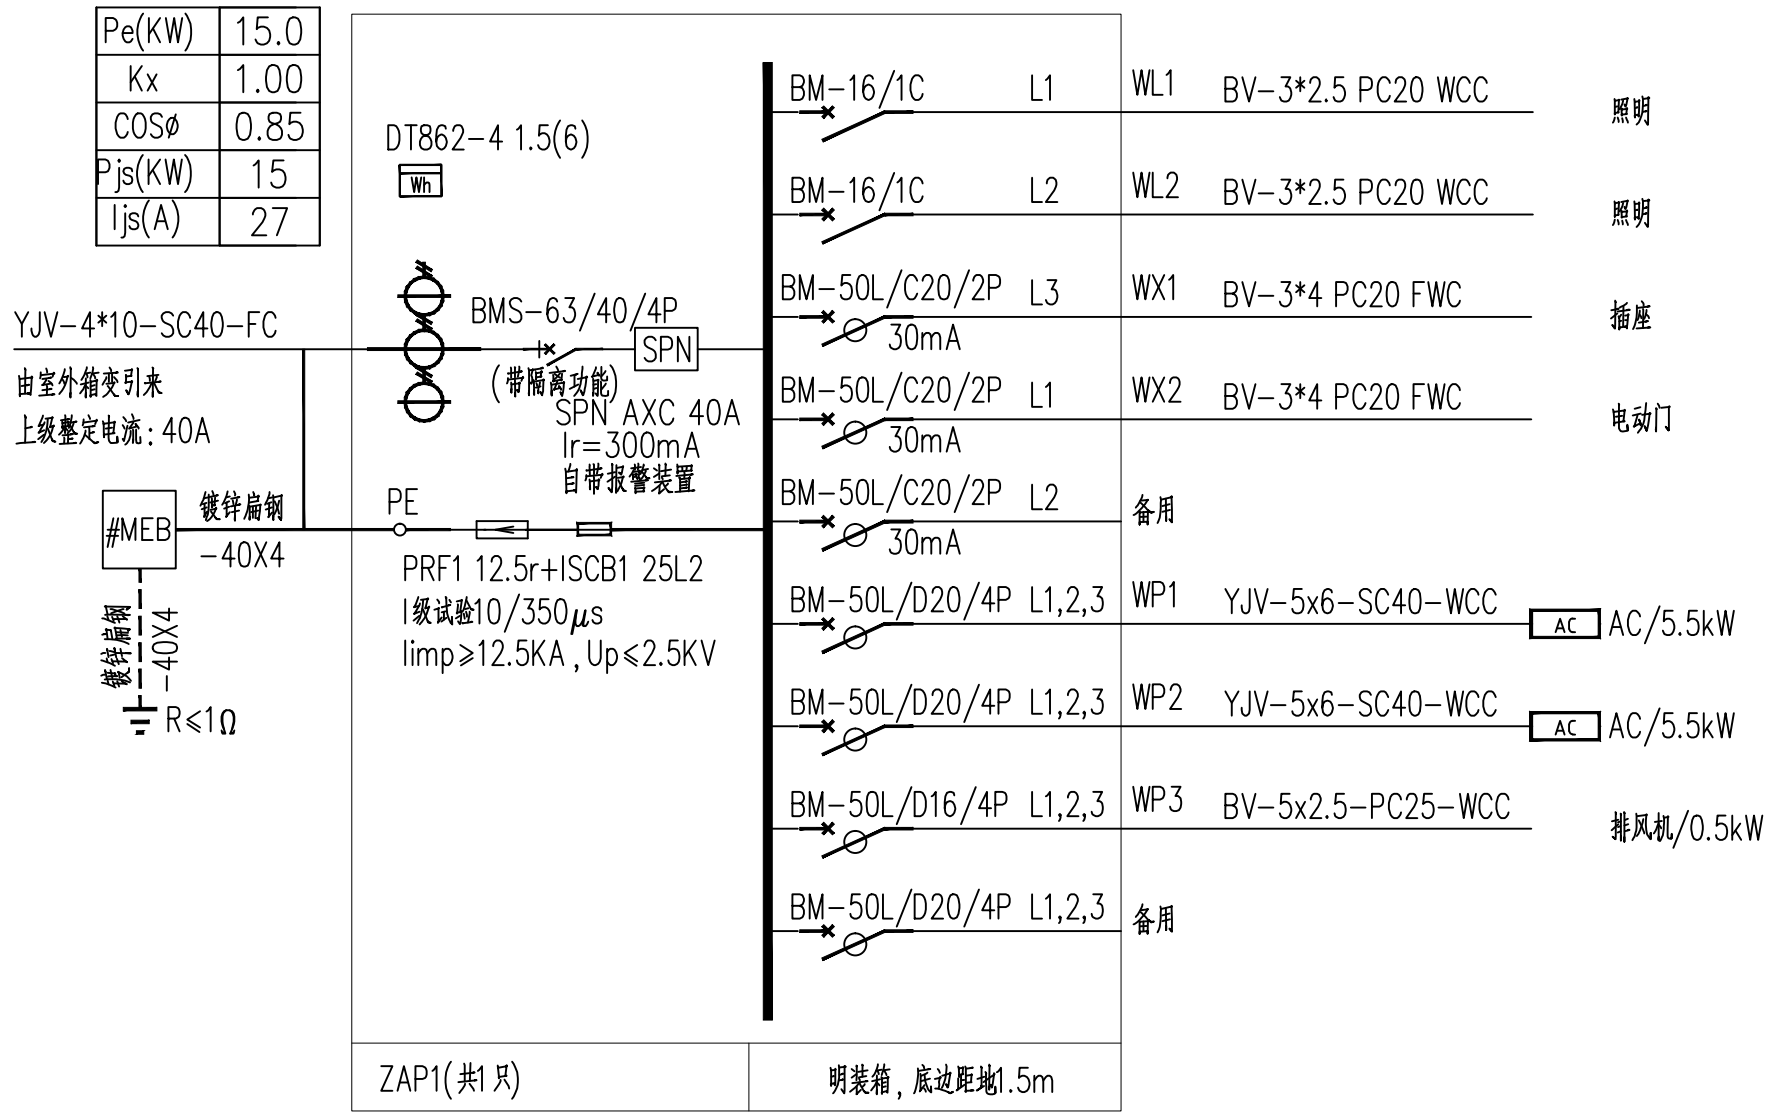 Pe(KW) 15.0
Kx 1.00
COSø 0.85
Pjs(KW) 15
Ijs(A) 27
YJV-4*10-SC40-FC
由室外箱变引来
上级整定电流: 40A
#MEB
镀锌扁钢
-40X4
镀锌扁钢
-40X4
R≤1Ω
DT862-4 1.5(6)
Wh
BMS-63/40/4P
SPN
(带隔离功能)
SPN AXC 40A
Ir=300mA
自带报警装置
PE
PRF1 12.5r+ISCB1 25L2
I级试验10/350μs
Iimp≥12.5KA,Up≤2.5KV
BM-16/1C L1 WL1 BV-3*2.5 PC20 WCC 照明
BM-16/1C L2 WL2 BV-3*2.5 PC20 WCC 照明
BM-50L/C20/2P L3 WX1 BV-3*4 PC20 FWC 插座
30mA
BM-50L/C20/2P L1 WX2 BV-3*4 PC20 FWC 电动门
30mA
BM-50L/C20/2P L2 备用
30mA
BM-50L/D20/4P L1,2,3 WP1 YJV-5x6-SC40-WCC AC AC/5.5kW
BM-50L/D20/4P L1,2,3 WP2 YJV-5x6-SC40-WCC AC AC/5.5kW
BM-50L/D16/4P L1,2,3 WP3 BV-5x2.5-PC25-WCC 排风机/0.5kW
BM-50L/D20/4P L1,2,3 备用
ZAP1(共1只) 明装箱, 底边距地1.5m